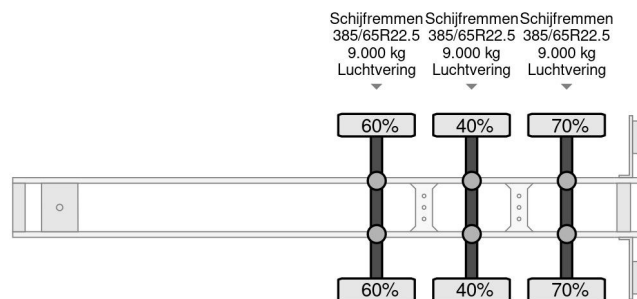 Schijfremmen Schijfremmen Schijfremmen
385/65R22.5 385/65R22.5 385/65R22.5
9.000 kg 9.000 kg 9.000 kg
Luchtvering Luchtvering Luchtvering
60% 40% 70%
60% 40% 70%